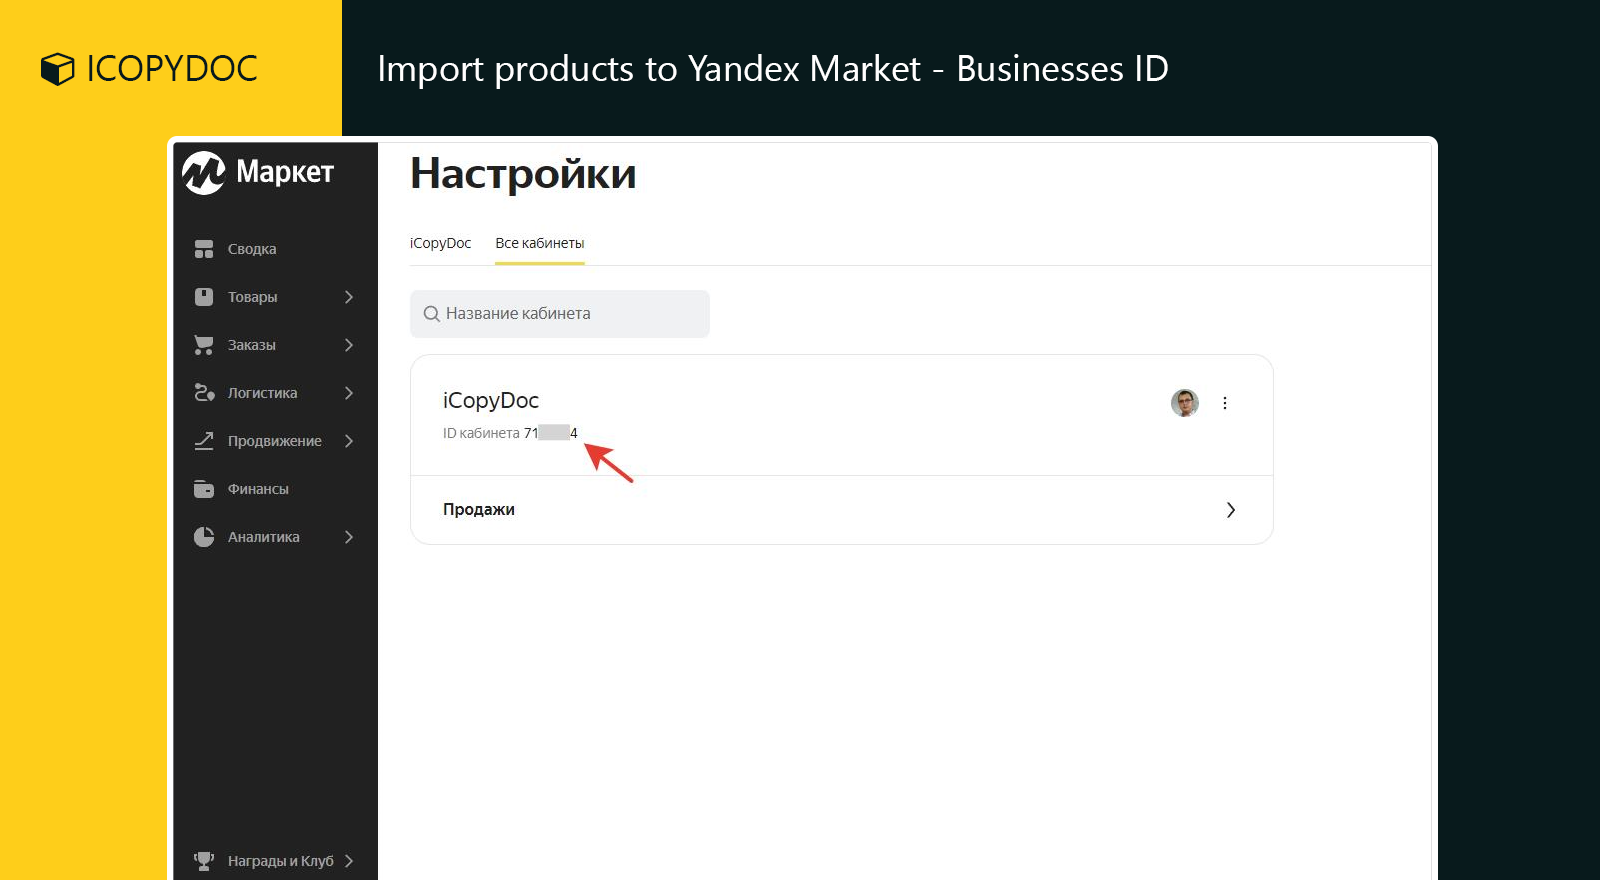 ICOPYDOC
Import products to Yandex Market - Businesses ID
Маркет
Сводка
Товары
Заказы
Логистика
Продвижение
Финансы
Аналитика
Награды и Клуб
Настройки
iCopyDoc
Все кабинеты
Название кабинета
iCopyDoc
ID кабинета 71 4
Продажи